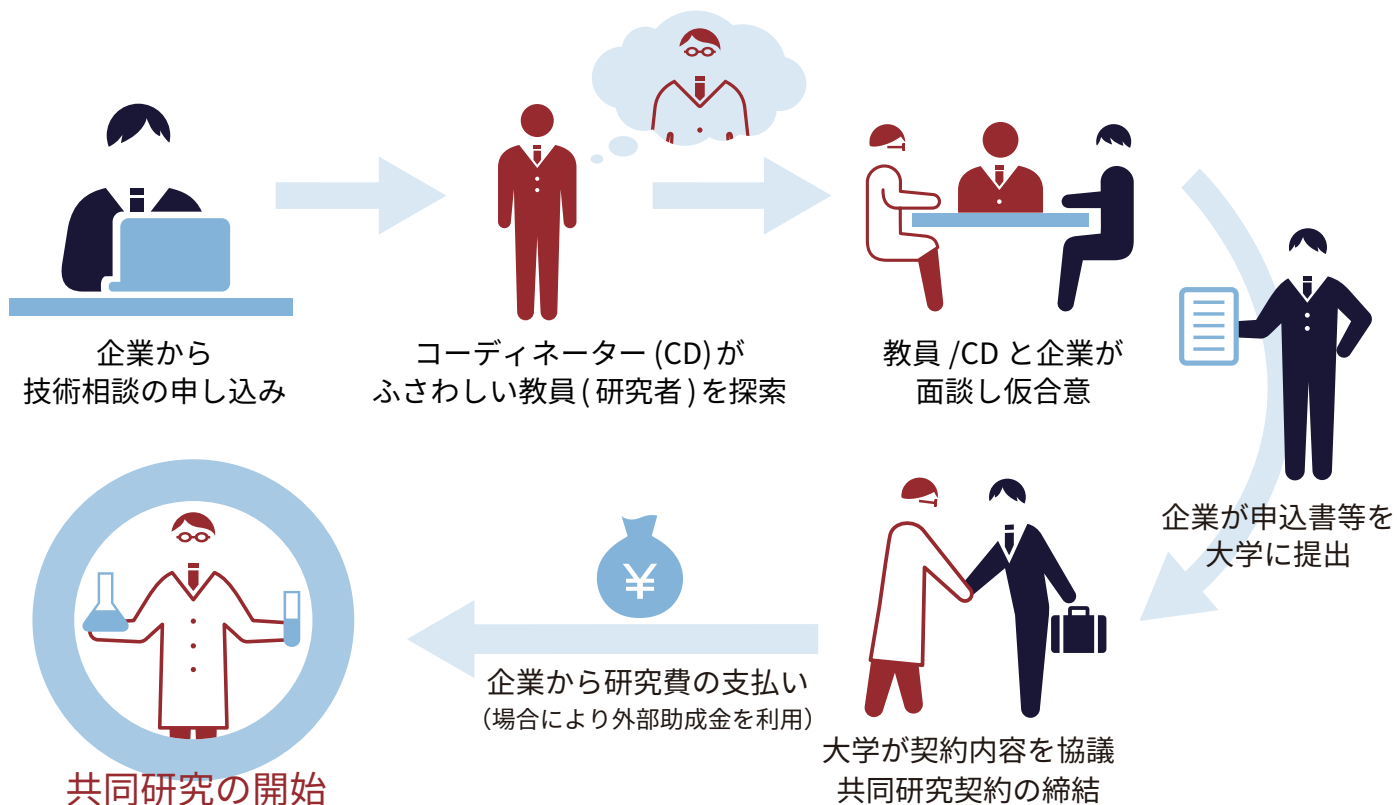 企業から
技術相談の申し込み
コーディネーター (CD) が
ふさわしい教員 ( 研究者 ) を探索
教員 /CD と企業が
面談し仮合意
企業が申込書等を
大学に提出
大学が契約内容を協議
共同研究契約の締結
¥
企業から研究費の支払い
（場合により外部助成金を利用）
共同研究の開始